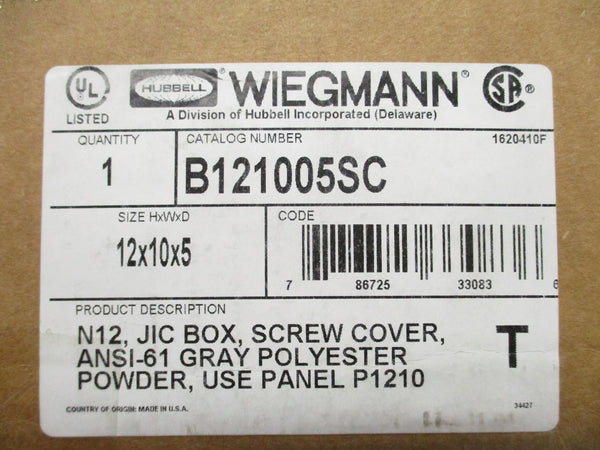 UL
LISTED
HUBBELL
®
WIEGMANN®
SA®
A Division of Hubbell Incorporated (Delaware)
QUANTITY
1
CATALOG NUMBER
1620410F
B121005SC
SIZE HxWxD
12x10x5
CODE
7 86725 33083 6
PRODUCT DESCRIPTION
N12, JIC BOX, SCREW COVER,
ANSI-61 GRAY POLYESTER
POWDER, USE PANEL P1210
T
COUNTRY OF ORIGIN: MADE IN U.S.A.
34427